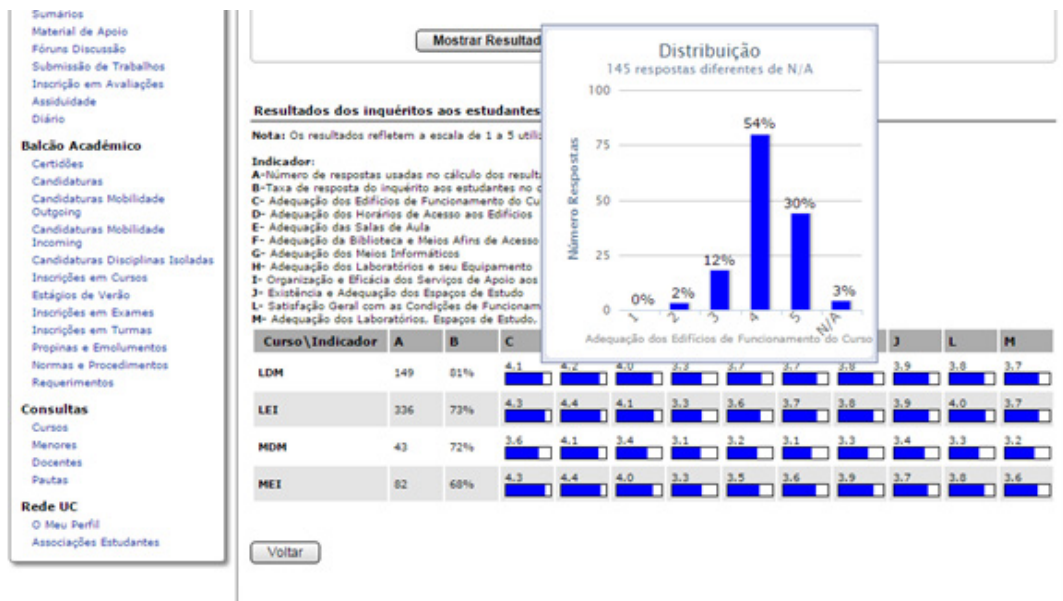 Sumários
Material de Apoio
Fóruns Discussão
Submissão de Trabalhos
Inscrição em Avaliações
Assiduidade
Diário
Balcão Académico
Certidões
Candidaturas
Candidaturas Mobilidade
Outgoing
Candidaturas Mobilidade
Incoming
Candidaturas Disciplinas Isoladas
Inscrições em Cursos
Estágios de Verão
Inscrições em Exames
Inscrições em Turmas
Propinas e Emolumentos
Normas e Procedimentos
Requerimentos
Consultas
Cursos
Menores
Docentes
Pautas
Rede UC
O Meu Perfil
Associações Estudantes
Mostrar Resultad
Resultados dos inquéritos aos estudantes
Nota: Os resultados refletem a escala de 1 a 5 utili
Indicador:
A-Número de respostas usadas no cálculo dos result
B-Taxa de resposta do inquérito aos estudantes no
C- Adequação dos Edifícios de Funcionamento do Cu
D- Adequação dos Horários de Acesso aos Edifícios
E- Adequação das Salas de Aula
F- Adequação da Biblioteca e Meios Afins de Acesso
G- Adequação dos Meios Informáticos
H- Adequação dos Laboratórios e seu Equipamento
I- Organização e Eficácia dos Serviços de Apoio aos
J- Existência e Adequação dos Espaços de Estudo
L- Satisfação Geral com as Condições de Funcionam
M- Adequação dos Laboratórios, Espaços de Estudo,
Distribuição
145 respostas diferentes de N/A
Número Respostas
100
75
50
25
0
0% 2% 12% 54% 30% 3%
1 2 3 4 5 N/A
Adequação dos Edifícios de Funcionamento do Curso
Curso\Indicador A B C J L M
LDM 149 81% 4.1 4.2 4.0 3.3 3.7 3.7 3.8 3.9 3.8 3.7
LEI 336 73% 4.3 4.4 4.1 3.3 3.6 3.7 3.8 3.9 4.0 3.7
MDM 43 72% 3.6 4.1 3.4 3.1 3.2 3.1 3.3 3.4 3.3 3.2
MEI 82 68% 4.3 4.4 4.0 3.3 3.5 3.6 3.9 3.7 3.8 3.6
Voltar